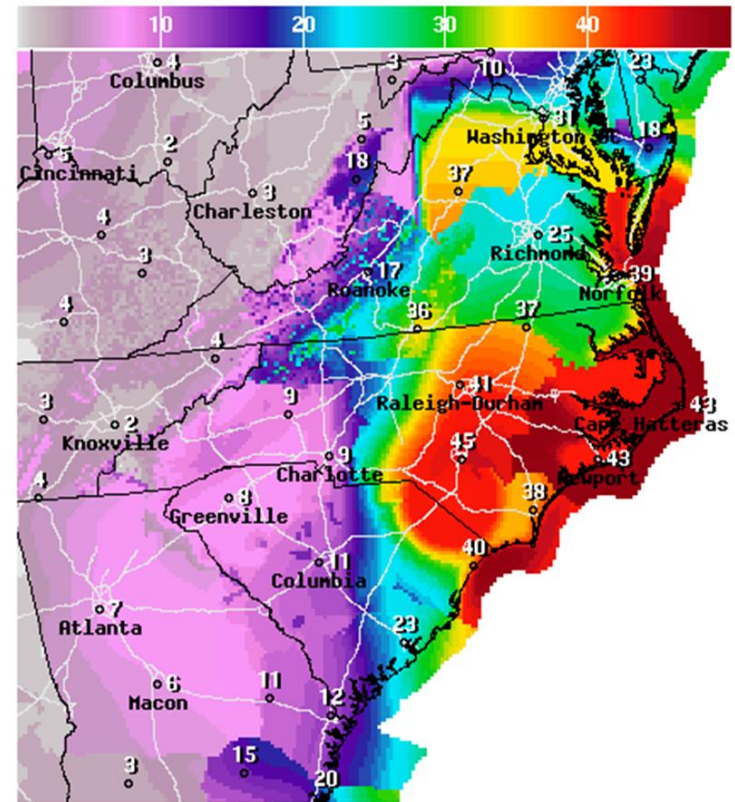 10 20 30 40
4 3 10 23
Columbus
5 31 18
Washington DC
5 2 18
Cincinnati
3 37
Charleston
4 25
Richmond
3 17 39
Roanoke Norfolk
4 36 37
4
9 41
Raleigh-Durham 43
3 2 Cape Hatteras
Knoxville
9 45 43
Charlotte Newport
4 8 38
Greenville
40
11
Columbia
7 23
Atlanta
6 11 12
Macon
3 15 20